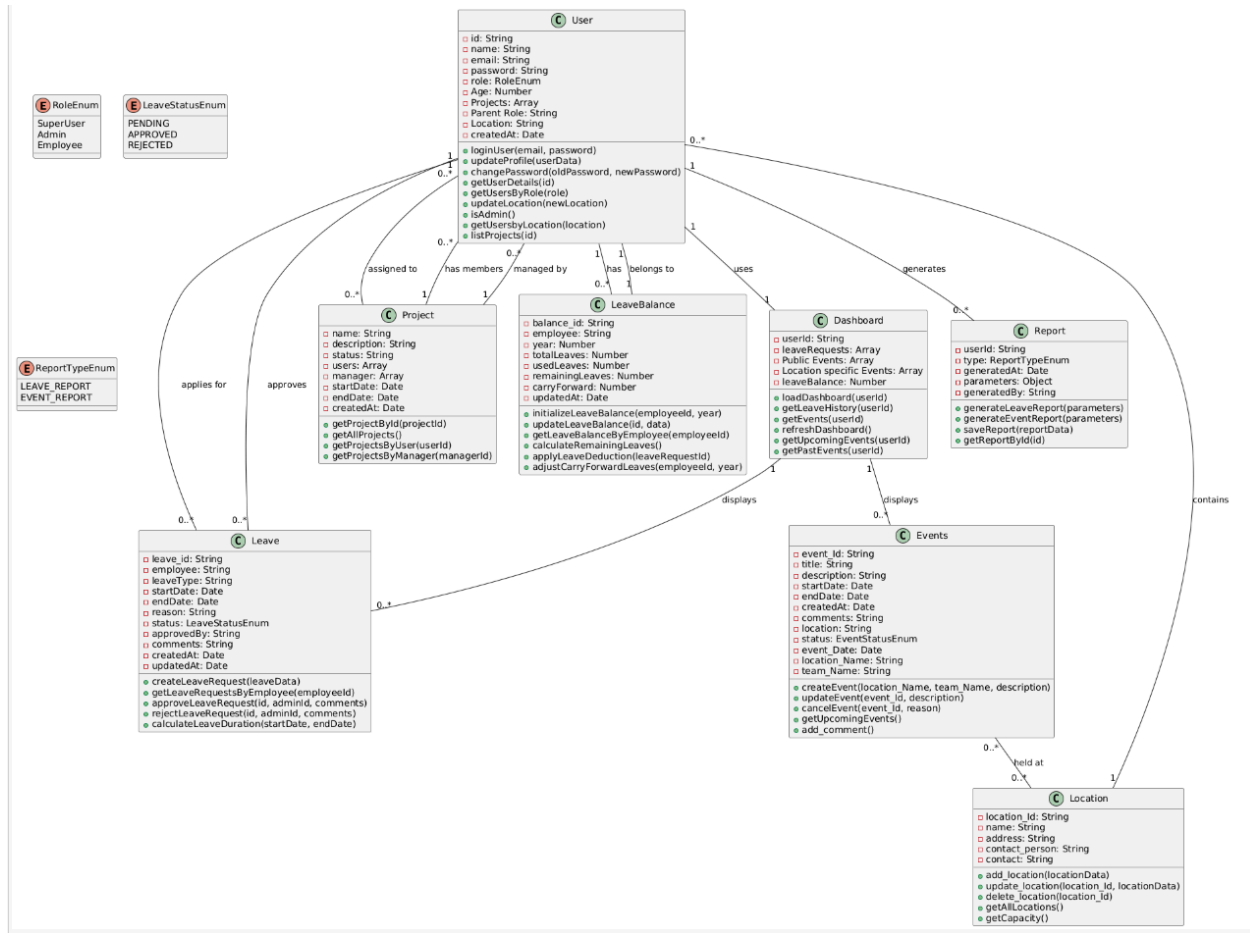 C User
id: String
name: String
email: String
password: String
role: RoleEnum
Age: Number
Projects: Array
Parent Role: String
Location: String
createdAt: Date
loginUser(email, password)
updateProfile(userData)
changePassword(oldPassword, newPassword)
getUserDetails(id)
getUsersByRole(role)
updateLocation(newLocation)
isAdmin()
getUsersbyLocation(location)
listProjects(id)
E RoleEnum
SuperUser
Admin
Employee
E LeaveStatusEnum
PENDING
APPROVED
REJECTED
1
1
0..*
0..*
1
0..*
0..*
1
1
1
assigned to
has members
managed by
has
belongs to
uses
generates
0..*
1
1
0..*
1
1
0..*
C Project
name: String
description: String
status: String
users: Array
manager: Array
startDate: Date
endDate: Date
createdAt: Date
getProjectById(projectId)
getAllProjects()
getProjectsByUser(userId)
getProjectsByManager(managerId)
C LeaveBalance
balance_id: String
employee: String
year: Number
totalLeaves: Number
usedLeaves: Number
remainingLeaves: Number
carryForward: Number
updatedAt: Date
initializeLeaveBalance(employeeId, year)
updateLeaveBalance(id, data)
getLeaveBalanceByEmployee(employeeId)
calculateRemainingLeaves()
applyLeaveDeduction(leaveRequestId)
adjustCarryForwardLeaves(employeeId, year)
C Dashboard
userId: String
leaveRequests: Array
Public Events: Array
Location specific Events: Array
leaveBalance: Number
loadDashboard(userId)
getLeaveHistory(userId)
getEvents(userId)
refreshDashboard()
getUpcomingEvents(userId)
getPastEvents(userId)
C Report
userId: String
type: ReportTypeEnum
generatedAt: Date
parameters: Object
generatedBy: String
generateLeaveReport(parameters)
generateEventReport(parameters)
saveReport(reportData)
getReportById(id)
E ReportTypeEnum
LEAVE_REPORT
EVENT_REPORT
applies for
approves
1
1
displays
displays
contains
0..*
0..*
0..*
0..*
C Leave
leave_id: String
employee: String
leaveType: String
startDate: Date
endDate: Date
reason: String
status: LeaveStatusEnum
approvedBy: String
comments: String
createdAt: Date
updatedAt: Date
createLeaveRequest(leaveData)
getLeaveRequestsByEmployee(employeeId)
approveLeaveRequest(id, adminId, comments)
rejectLeaveRequest(id, adminId, comments)
calculateLeaveDuration(startDate, endDate)
C Events
event_Id: String
title: String
description: String
startDate: Date
endDate: Date
createdAt: Date
comments: String
location: String
status: EventStatusEnum
event_Date: Date
location_Name: String
team_Name: String
createEvent(location_Name, team_Name, description)
updateEvent(event_Id, description)
cancelEvent(event_Id, reason)
getUpcomingEvents()
add_comment()
0..*
held at
0..*
1
C Location
location_Id: String
name: String
address: String
contact_person: String
contact: String
add_location(locationData)
update_location(location_Id, locationData)
delete_location(location_Id)
getAllLocations()
getCapacity()